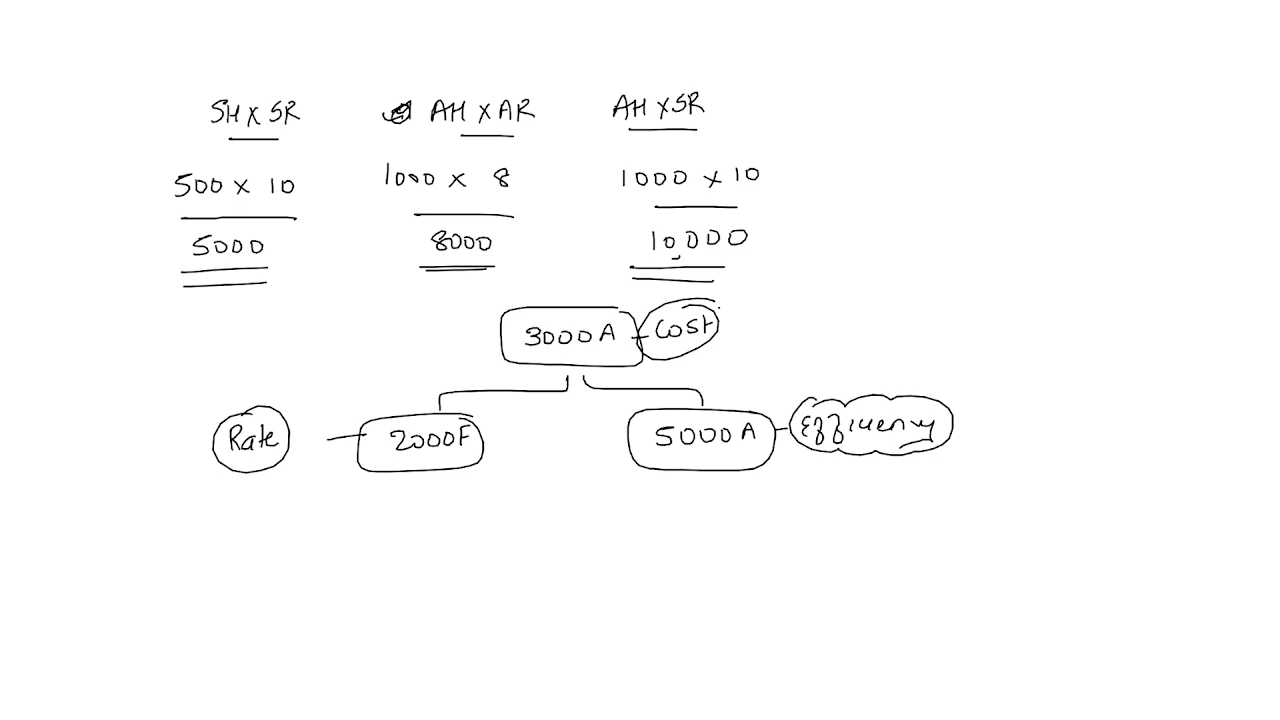 SH X SR AH X AR AH X SR
500 X 10 1000 X 8 1000 X 10
5000 8000 10,000
3000 A Cost
Rate 2000 F 5000 A Efficiency